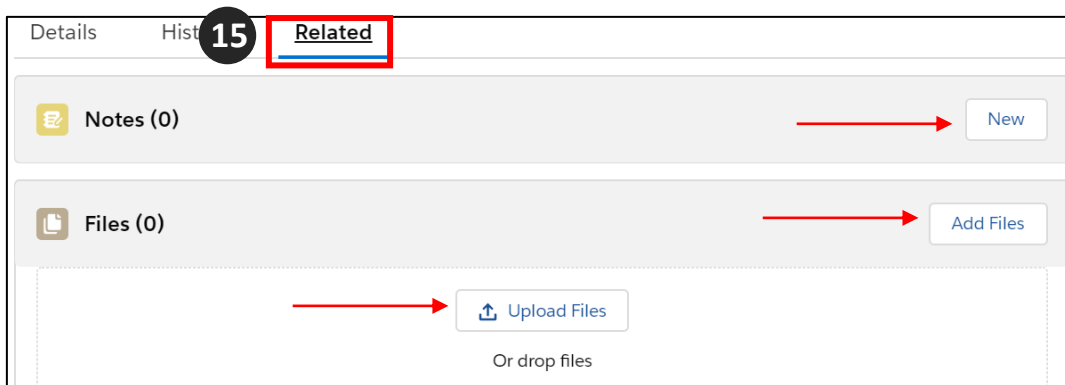 Details Hist 15 Related
Notes (0) New
Files (0) Add Files
Upload Files
Or drop files